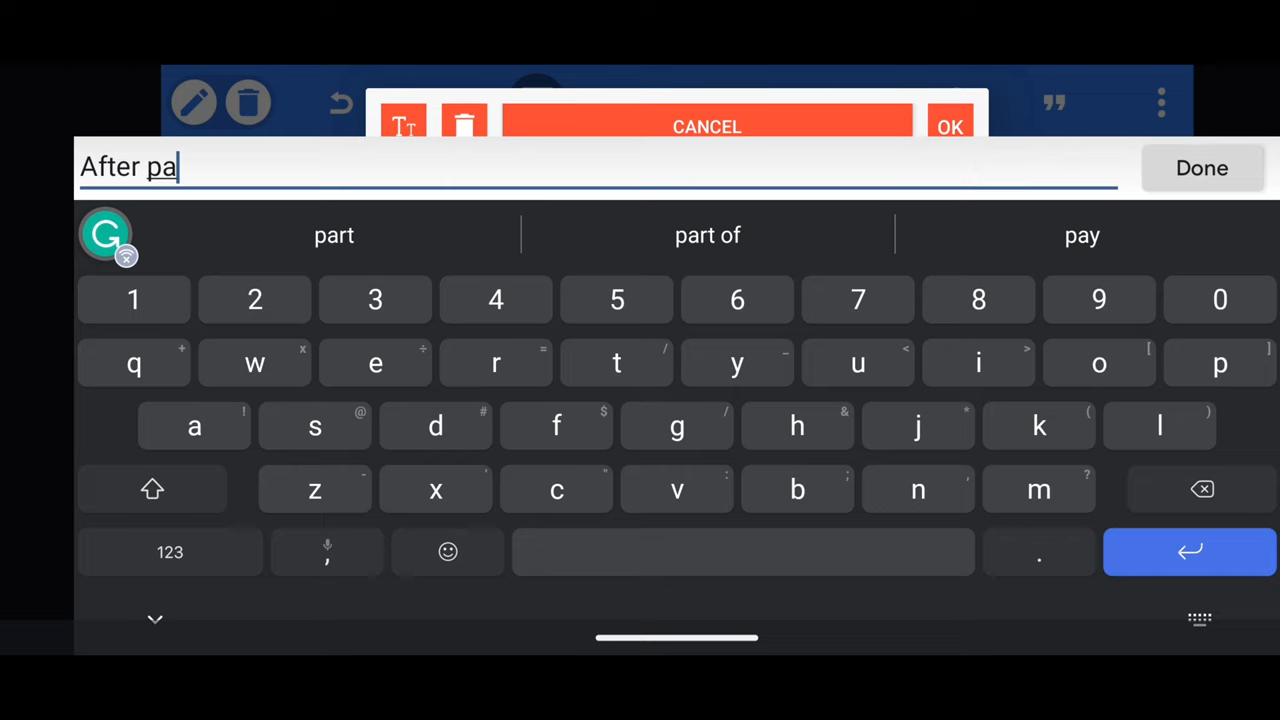 Tт CANCEL OK
After pa Done
part part of pay
1 2 3 4 5 6 7 8 9 0
q + w x e ÷ r = t / y _ u < i > o [ p ]
a ! s @ d # f $ g / h & j * k ( l )
z - x ' c " v : b ; n , m ?
123 , .